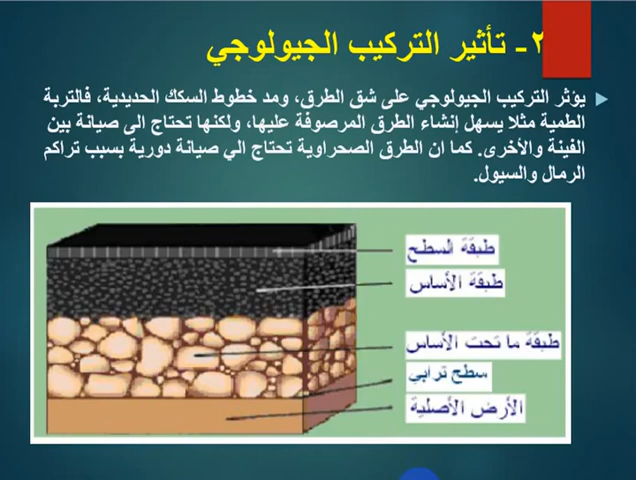 ٢- تأثير التركيب الجيولوجي
يؤثر التركيب الجيولوجي على شق الطرق، ومد خطوط السكك الحديدية، فالتربة
الطمية مثلا يسهل إنشاء الطرق المرصوفة عليها، ولكنها تحتاج الى صيانة بين
الفينة والأخرى. كما ان الطرق الصحراوية تحتاج الي صيانة دورية بسبب تراكم
الرمال والسيول.
طبقة السطح
طبقة الأساس
طبقة ما تحت الأساس
سطح ترابي
الأرض الأصلية